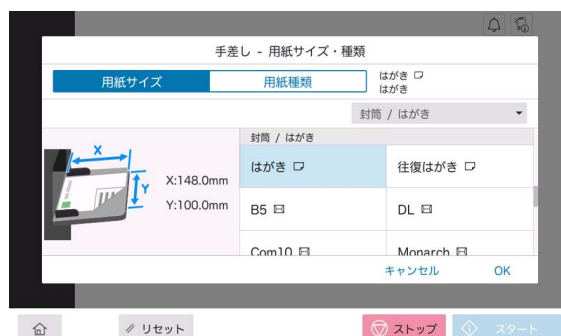 手差し - 用紙サイズ・種類
用紙サイズ
用紙種類
はがき
はがき
封筒 / はがき
封筒 / はがき
X
Y
X:148.0mm
Y:100.0mm
はがき
往復はがき
B5
DL
Com10
Monarch
キャンセル
OK
リセット
ストップ
スタート